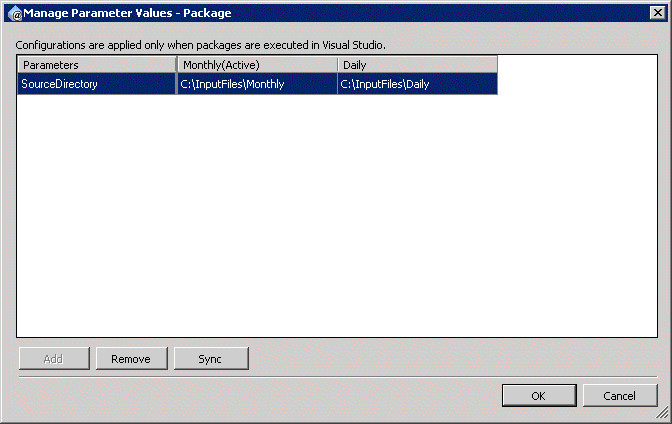 Manage Parameter Values - Package
Configurations are applied only when packages are executed in Visual Studio.
Parameters Monthly(Active) Daily
SourceDirectory C:\InputFiles\Monthly C:\InputFiles\Daily
Add Remove Sync
OK Cancel